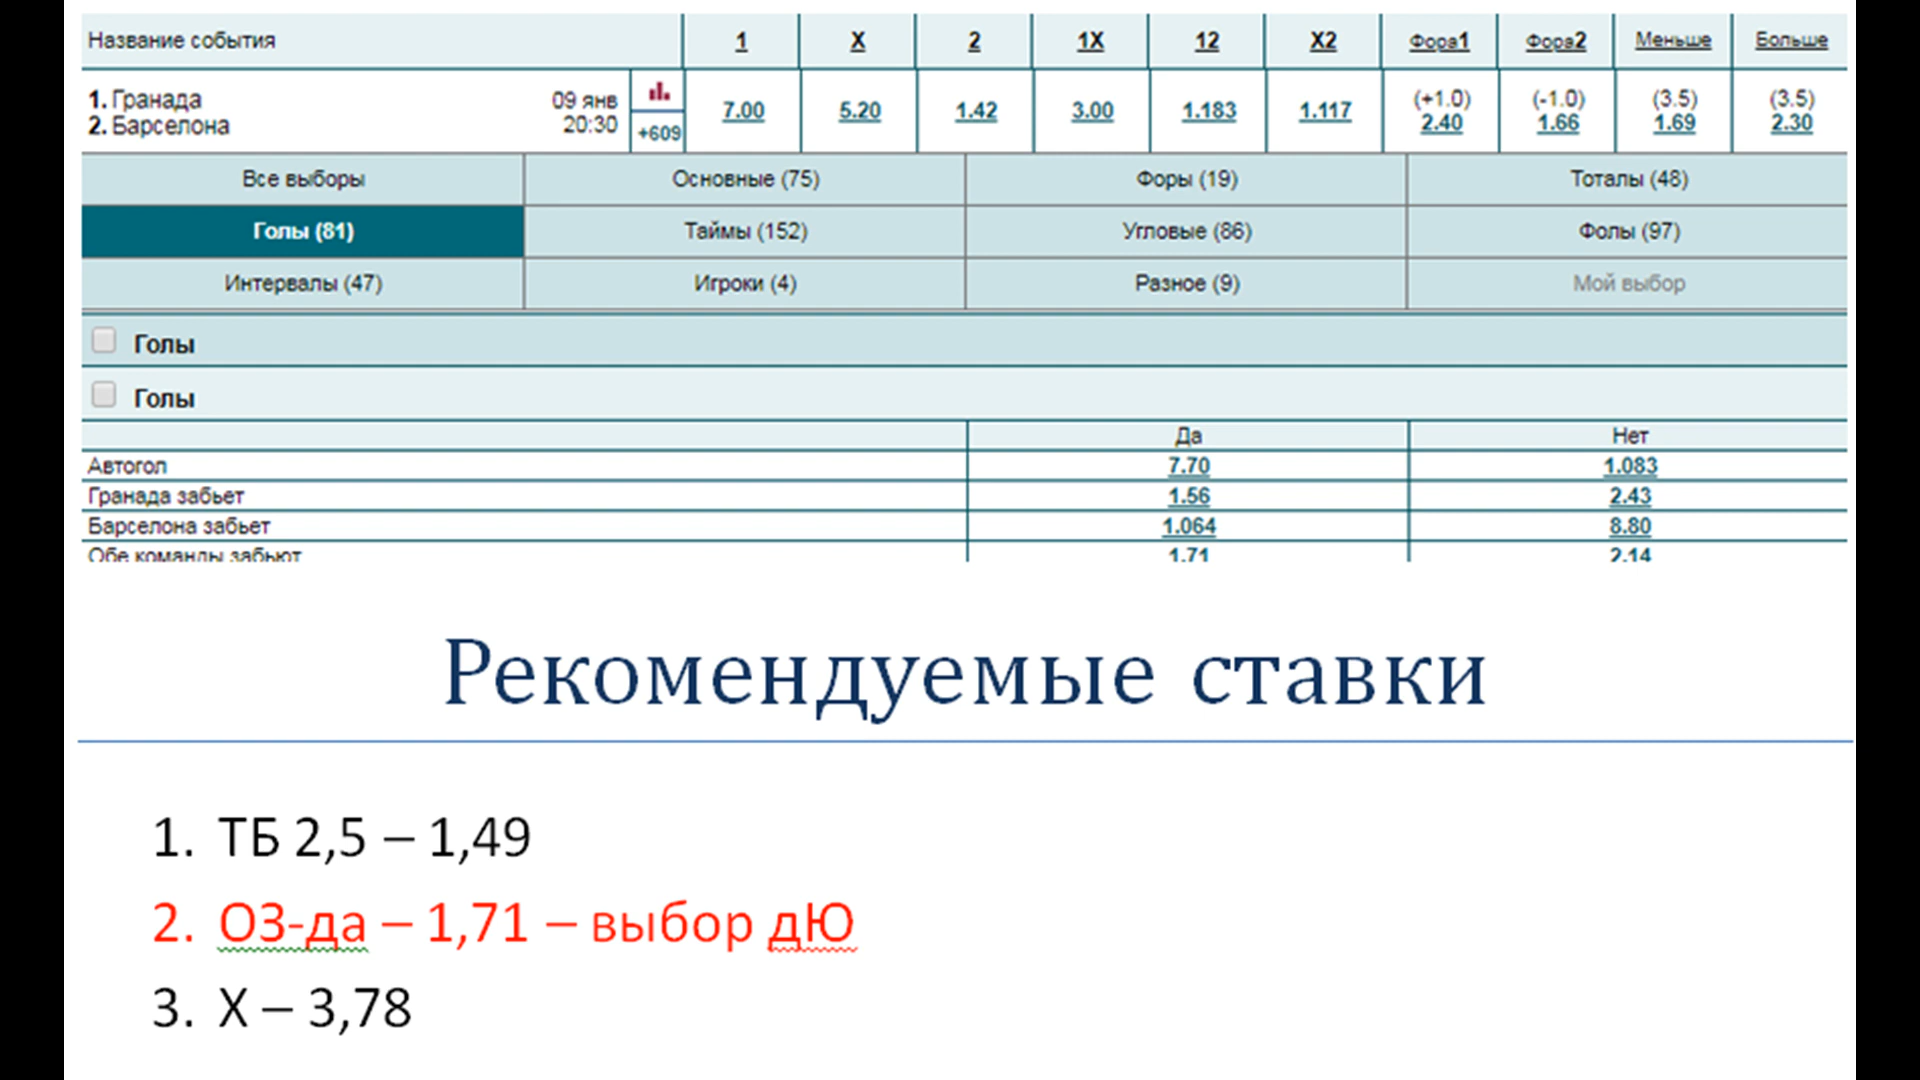 Название события 1 X 2 1X 12 X2 Фора1 Фора2 Меньше Больше
1. Гранада 09 янв (+1.0) (-1.0) (3.5) (3.5)
2. Барселона 20:30 +609 7.00 5.20 1.42 3.00 1.183 1.117 2.40 1.66 1.69 2.30
Все выборы Основные (75) Форы (19) Тоталы (48)
Голы (81) Таймы (152) Угловые (86) Фолы (97)
Интервалы (47) Игроки (4) Разное (9) Мой выбор
Голы
Голы
Да Нет
Автогол 7.70 1.083
Гранада забьет 1.56 2.43
Барселона забьет 1.064 8.80
Обе команды забьют 1.71 2.14
Рекомендуемые ставки
1. ТБ 2,5 – 1,49
2. ОЗ-да – 1,71 – выбор дЮ
3. Х – 3,78